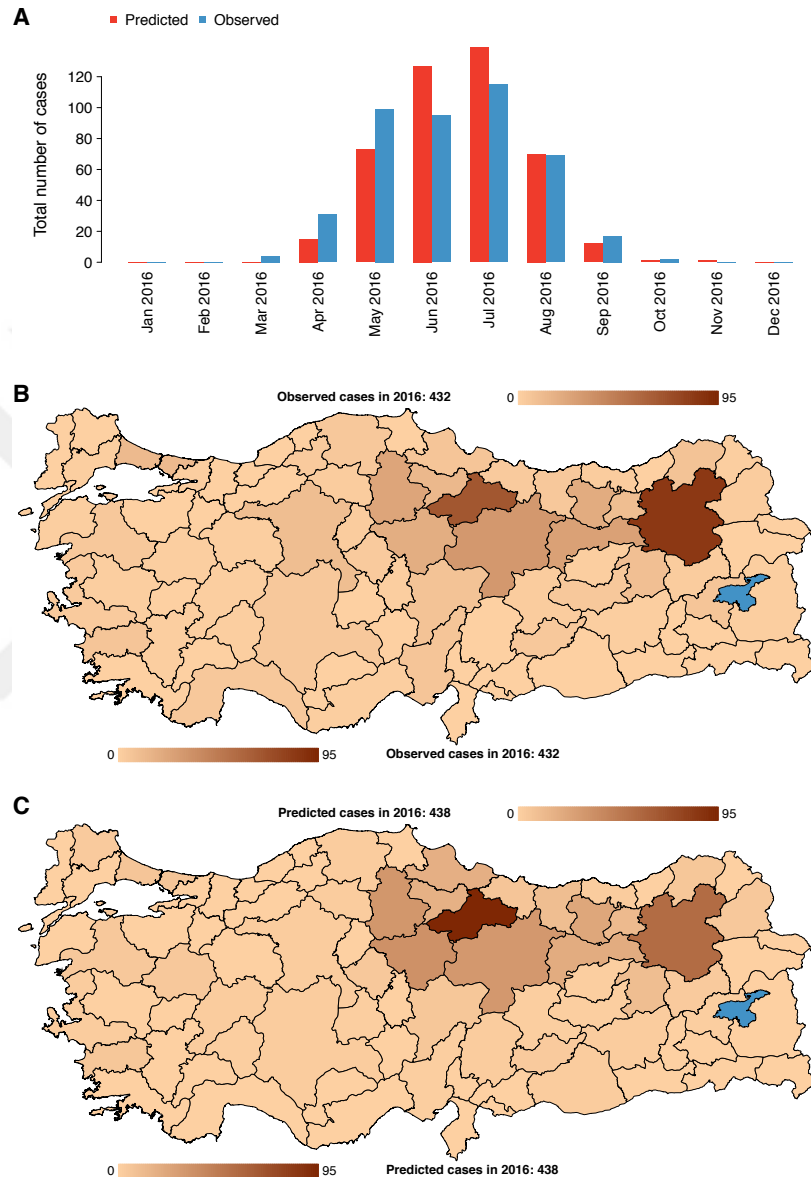 A
Predicted Observed
Total number of cases
120
100
80
60
40
20
0
Jan 2016
Feb 2016
Mar 2016
Apr 2016
May 2016
Jun 2016
Jul 2016
Aug 2016
Sep 2016
Oct 2016
Nov 2016
Dec 2016
B
Observed cases in 2016: 432
0 95
0 95
Observed cases in 2016: 432
C
Predicted cases in 2016: 438
0 95
0 95
Predicted cases in 2016: 438